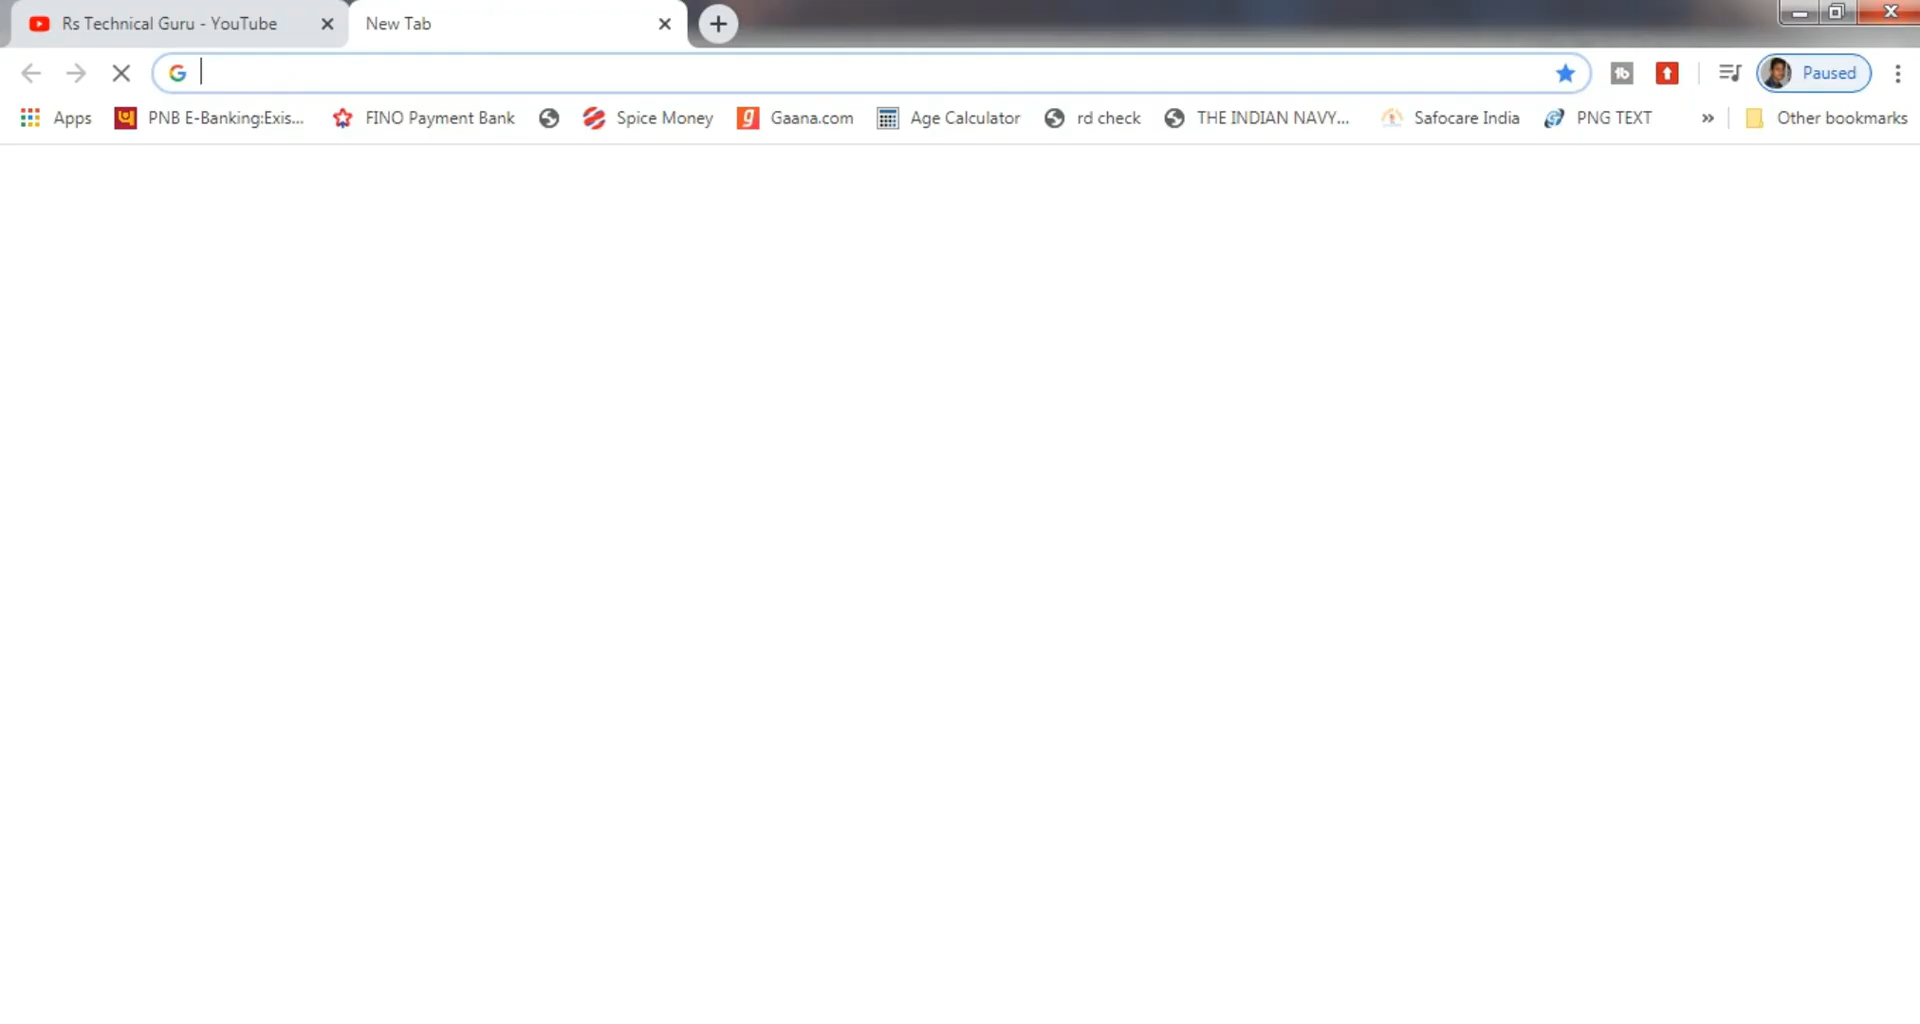 Rs Technical Guru - YouTube New Tab
Paused
Apps PNB E-Banking:Exis... FINO Payment Bank Spice Money Gaana.com Age Calculator rd check THE INDIAN NAVY... Safocare India PNG TEXT » Other bookmarks